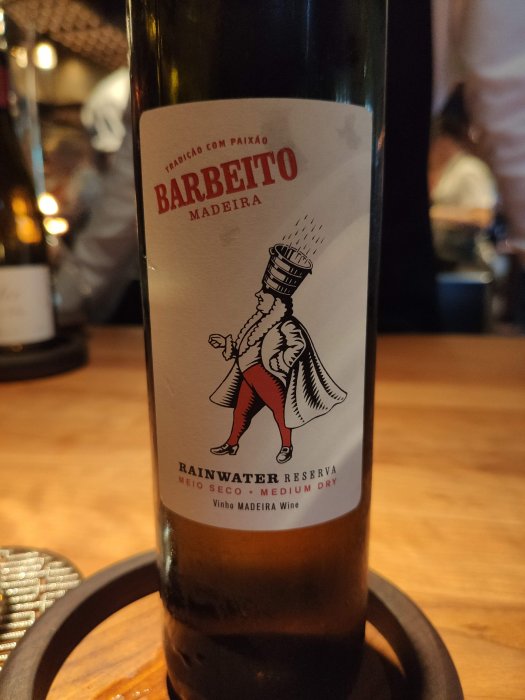 TRADIÇÃO COM PAIXÃO
BARBEITO
MADEIRA
RAINWATER RESERVA
MEIO SECO • MEDIUM DRY
Vinho MADEIRA Wine